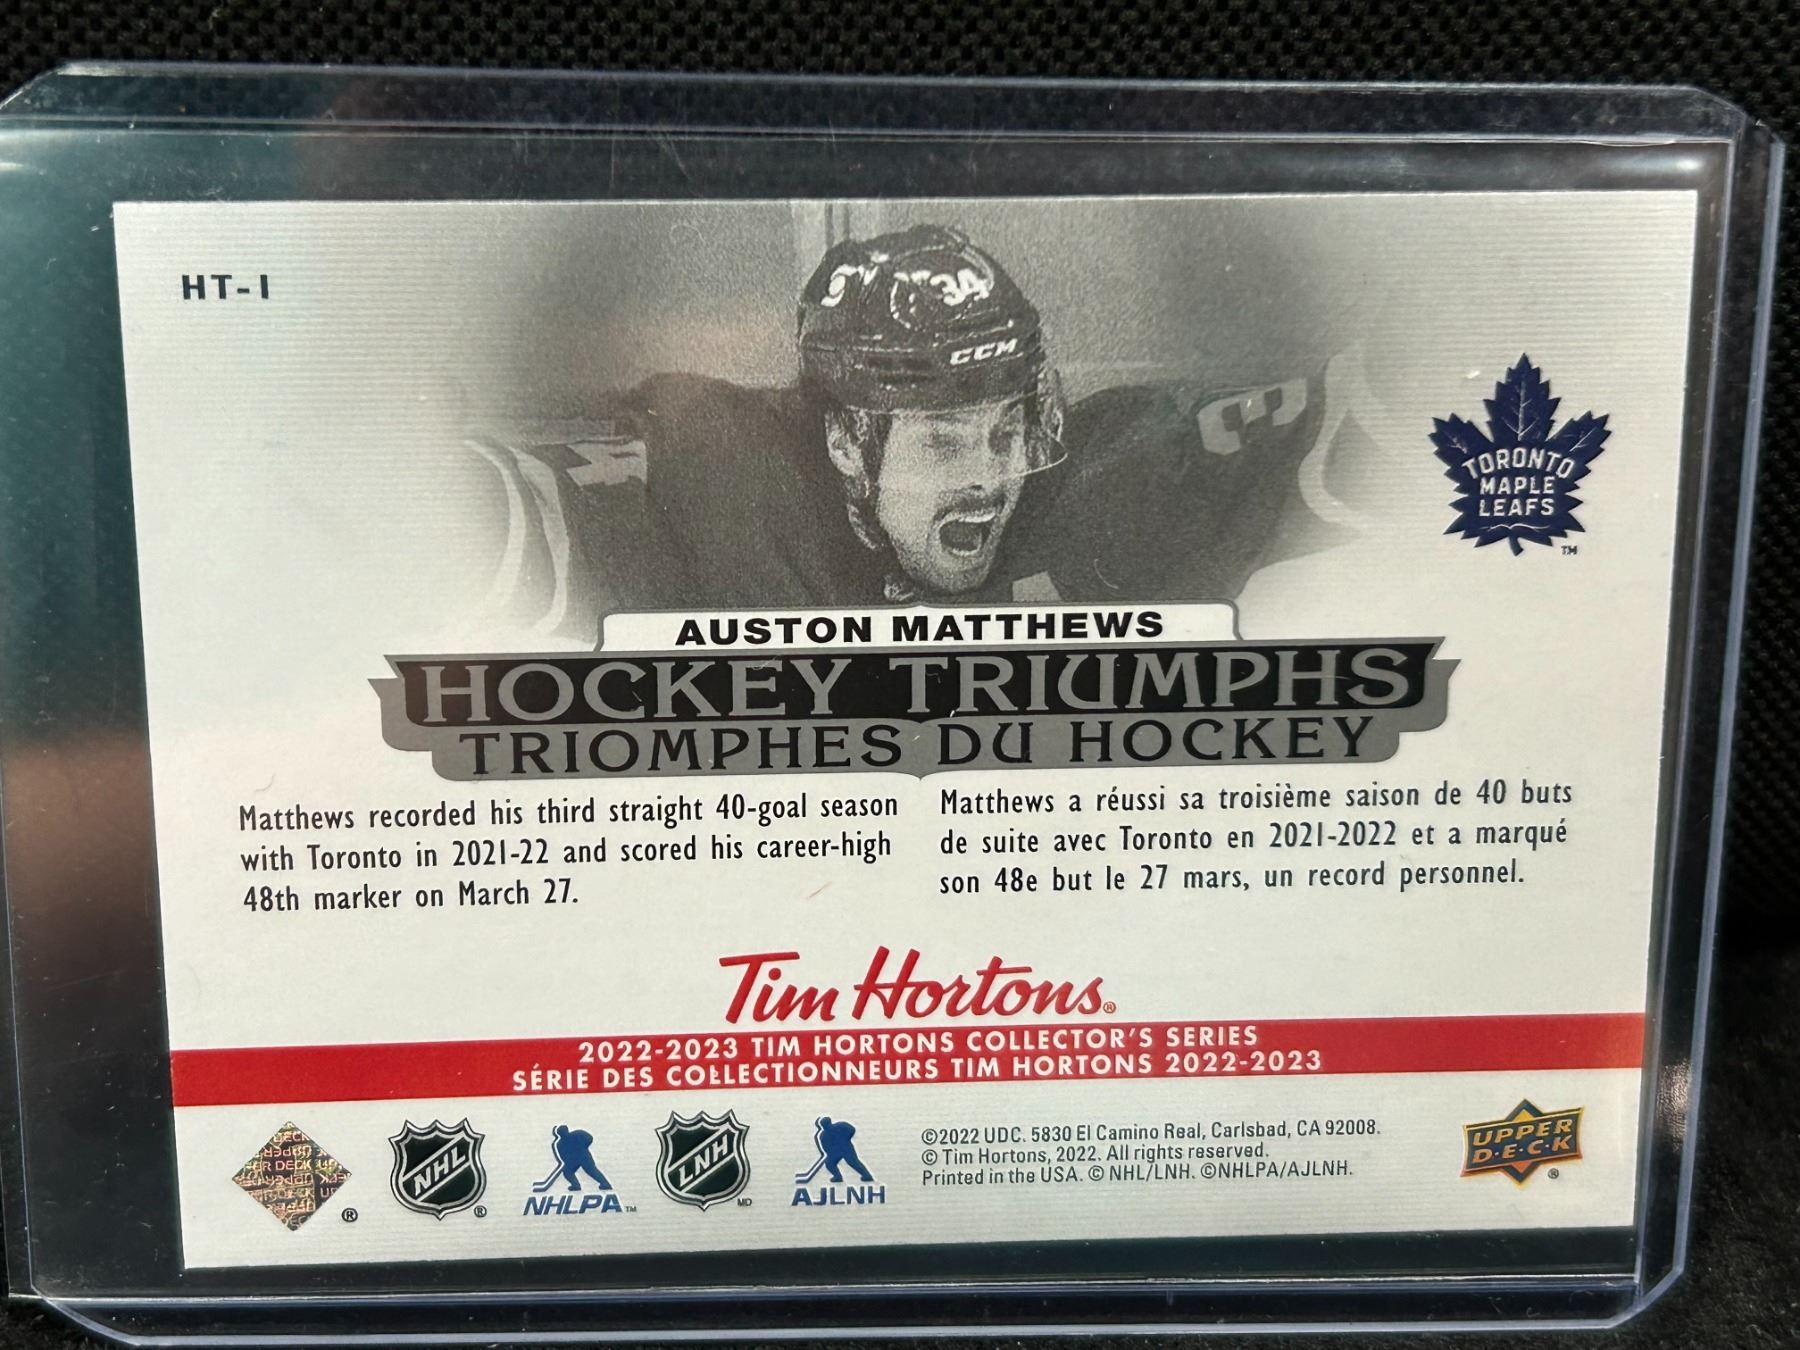 HT-1
34
CCM
TORONTO
MAPLE
LEAFS
TM
AUSTON MATTHEWS
HOCKEY TRIUMPHS
TRIOMPHES DU HOCKEY
Matthews recorded his third straight 40-goal season
with Toronto in 2021-22 and scored his career-high
48th marker on March 27.
Matthews a réussi sa troisième saison de 40 buts
de suite avec Toronto en 2021-2022 et a marqué
son 48e but le 27 mars, un record personnel.
Tim Hortons®
2022-2023 TIM HORTONS COLLECTOR'S SERIES
SÉRIE DES COLLECTIONNEURS TIM HORTONS 2022-2023
®
NHL
®
NHLPA™
LNH
MD
AJLNH
©2022 UDC. 5830 El Camino Real, Carlsbad, CA 92008.
© Tim Hortons, 2022. All rights reserved.
Printed in the USA. © NHL/LNH. ©NHLPA/AJLNH.
UPPER
D·E·C·K
®